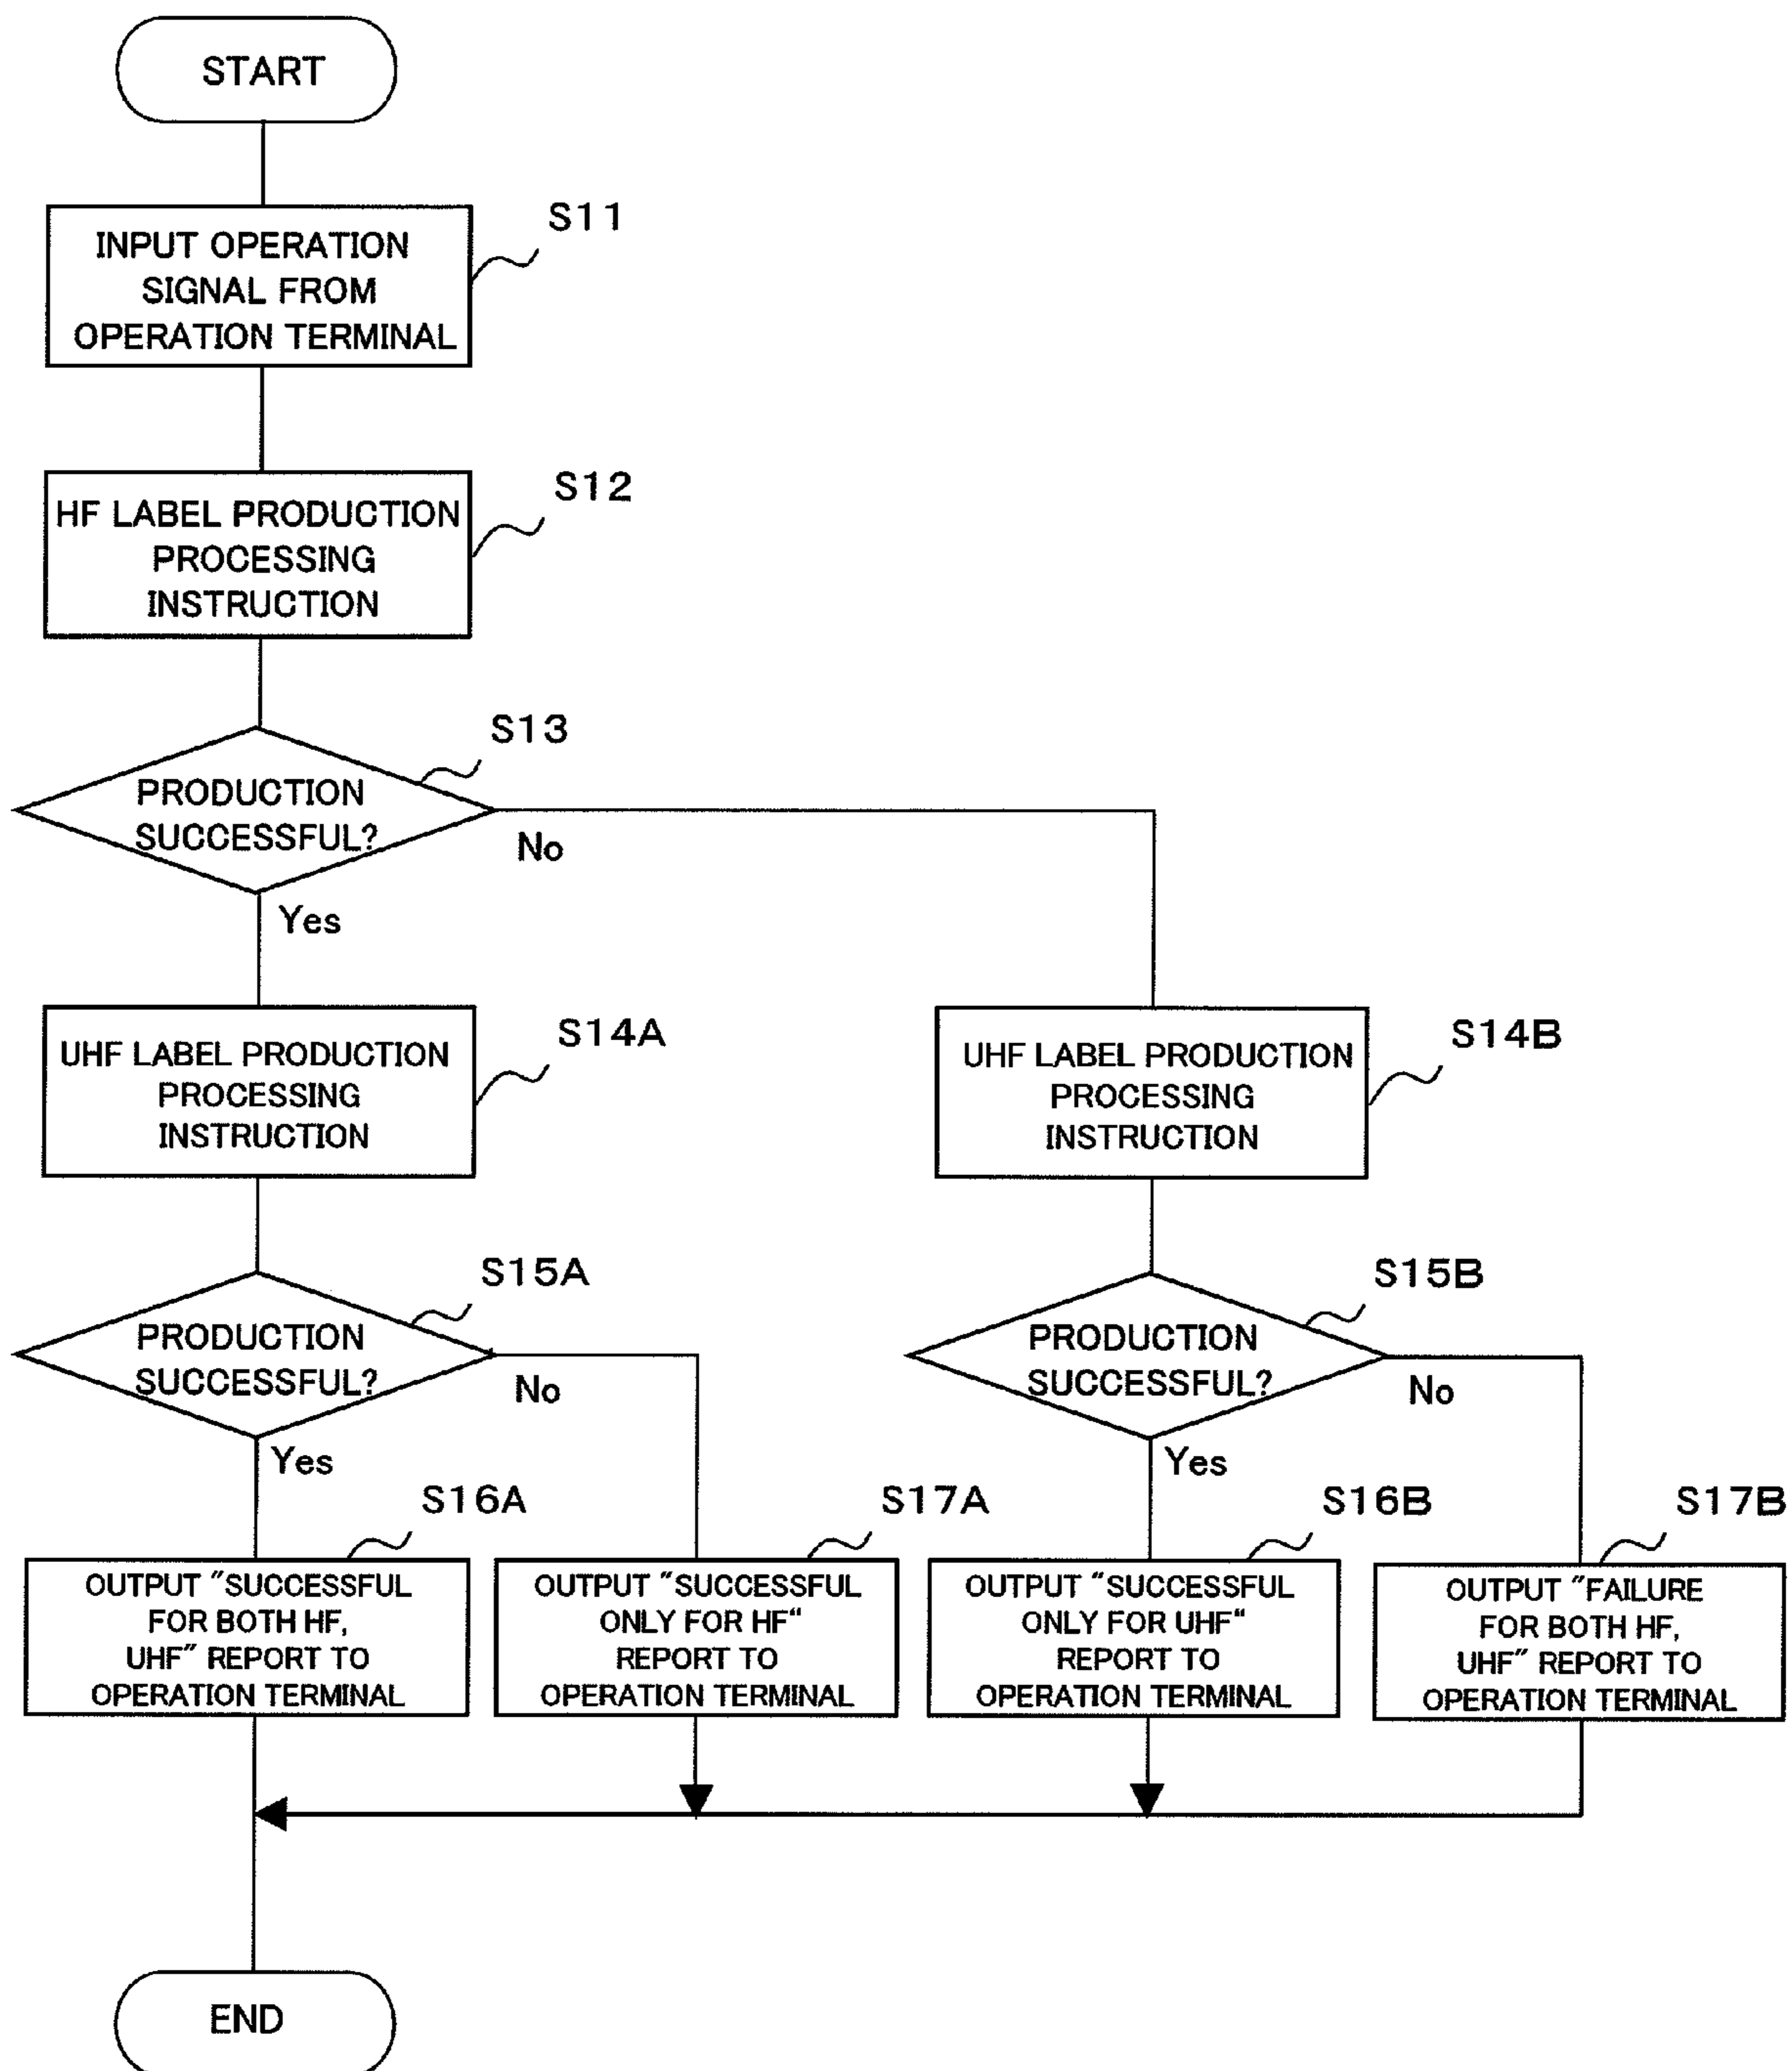 START
INPUT OPERATION
SIGNAL FROM
OPERATION TERMINAL
S11
HF LABEL PRODUCTION
PROCESSING
INSTRUCTION
S12
PRODUCTION
SUCCESSFUL?
S13
No
Yes
UHF LABEL PRODUCTION
PROCESSING
INSTRUCTION
S14A
UHF LABEL PRODUCTION
PROCESSING
INSTRUCTION
S14B
PRODUCTION
SUCCESSFUL?
S15A
No
Yes
PRODUCTION
SUCCESSFUL?
S15B
No
Yes
S16A
OUTPUT "SUCCESSFUL
FOR BOTH HF,
UHF" REPORT TO
OPERATION TERMINAL
S17A
OUTPUT "SUCCESSFUL
ONLY FOR HF"
REPORT TO
OPERATION TERMINAL
S16B
OUTPUT "SUCCESSFUL
ONLY FOR UHF"
REPORT TO
OPERATION TERMINAL
S17B
OUTPUT "FAILURE
FOR BOTH HF,
UHF" REPORT TO
OPERATION TERMINAL
END